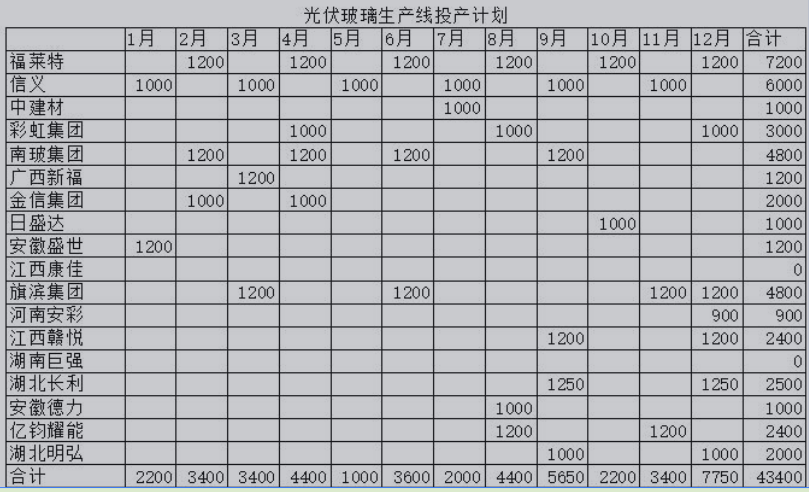 光伏玻璃生产线投产计划
1月 2月 3月 4月 5月 6月 7月 8月 9月 10月 11月 12月 合计
福莱特 1200 1200 1200 1200 1200 1200 7200
信义 1000 1000 1000 1000 1000 1000 6000
中建材 1000 1000
彩虹集团 1000 1000 1000 3000
南玻集团 1200 1200 1200 1200 4800
广西新福 1200 1200
金信集团 1000 1000 2000
日盛达 1000 1000
安徽盛世 1200 1200
江西康佳 0
旗滨集团 1200 1200 1200 1200 4800
河南安彩 900 900
江西赣悦 1200 1200 2400
湖南巨强 0
湖北长利 1250 1250 2500
安徽德力 1000 1000
亿钧耀能 1200 1200 2400
湖北明弘 1000 1000 2000
合计 2200 3400 3400 4400 1000 3600 2000 4400 5650 2200 3400 7750 43400